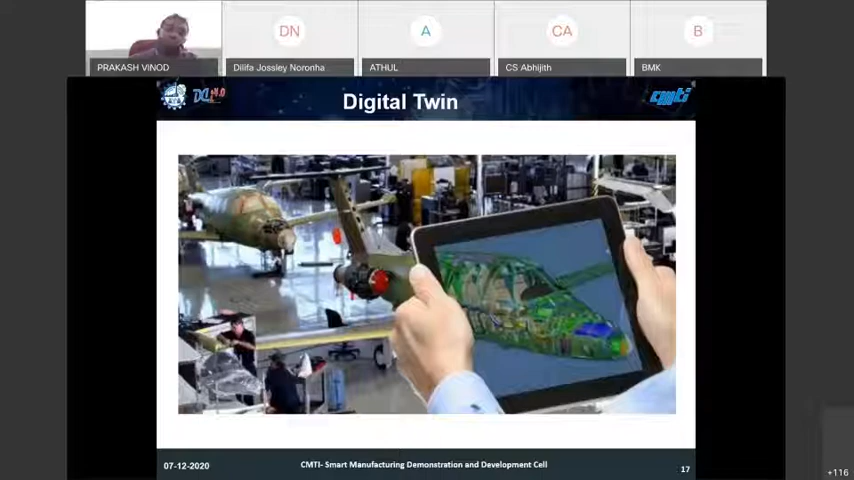 DN
A
CA
B
PRAKASH VINOD
Dilifa Jossley Noronha
ATHUL
CS Abhijith
BMK
Digital Twin
cmti
07-12-2020
CMTI- Smart Manufacturing Demonstration and Development Cell
17
+116